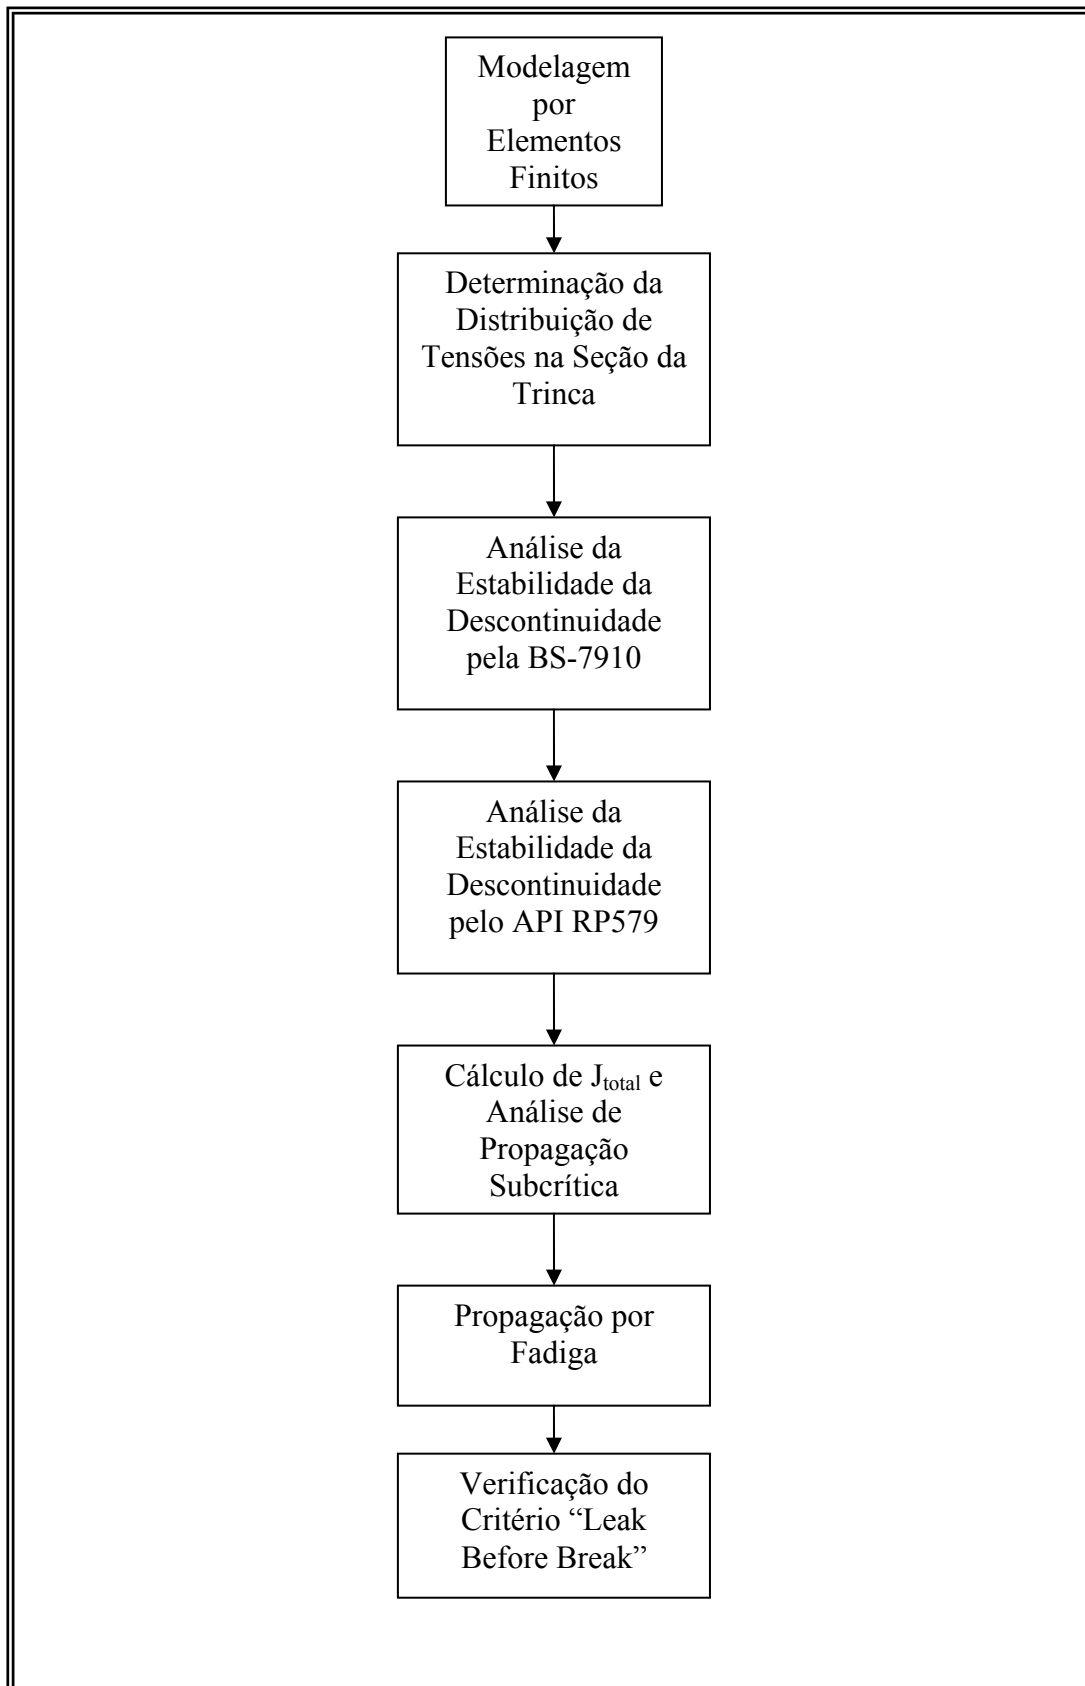 Modelagem
por
Elementos
Finitos
Determinação da
Distribuição de
Tensões na Seção da
Trinca
Análise da
Estabilidade da
Descontinuidade
pela BS-7910
Análise da
Estabilidade da
Descontinuidade
pelo API RP579
Cálculo de Jtotal e
Análise de
Propagação
Subcrítica
Propagação por
Fadiga
Verificação do
Critério “Leak
Before Break”